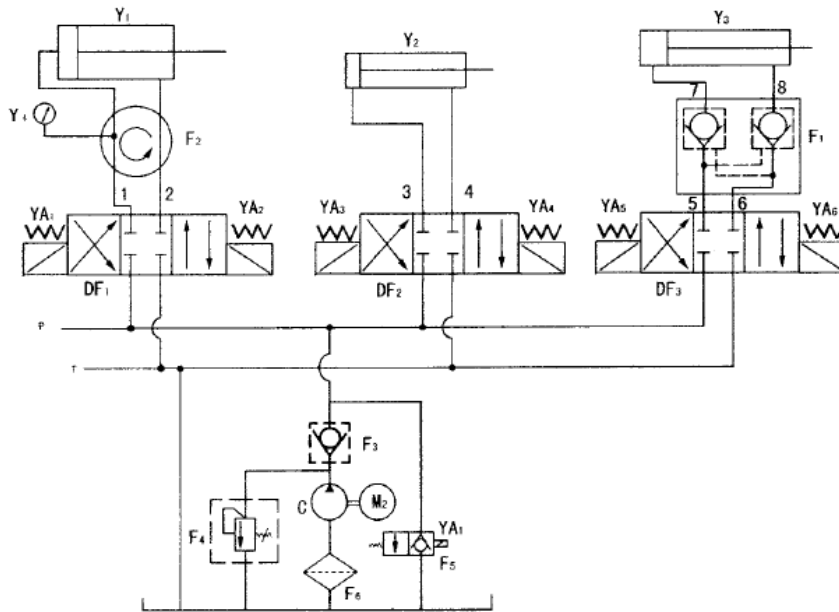 Y₁
Y₂
Y₃
7 8
Y₄
F₂
F₁
1 2
3 4
5 6
YA₁ YA₂
YA₃ YA₄
YA₅ YA₆
DF₁
DF₂
DF₃
P
T
F₃
C
M₂
YA₁
F₄
F₅
F₆